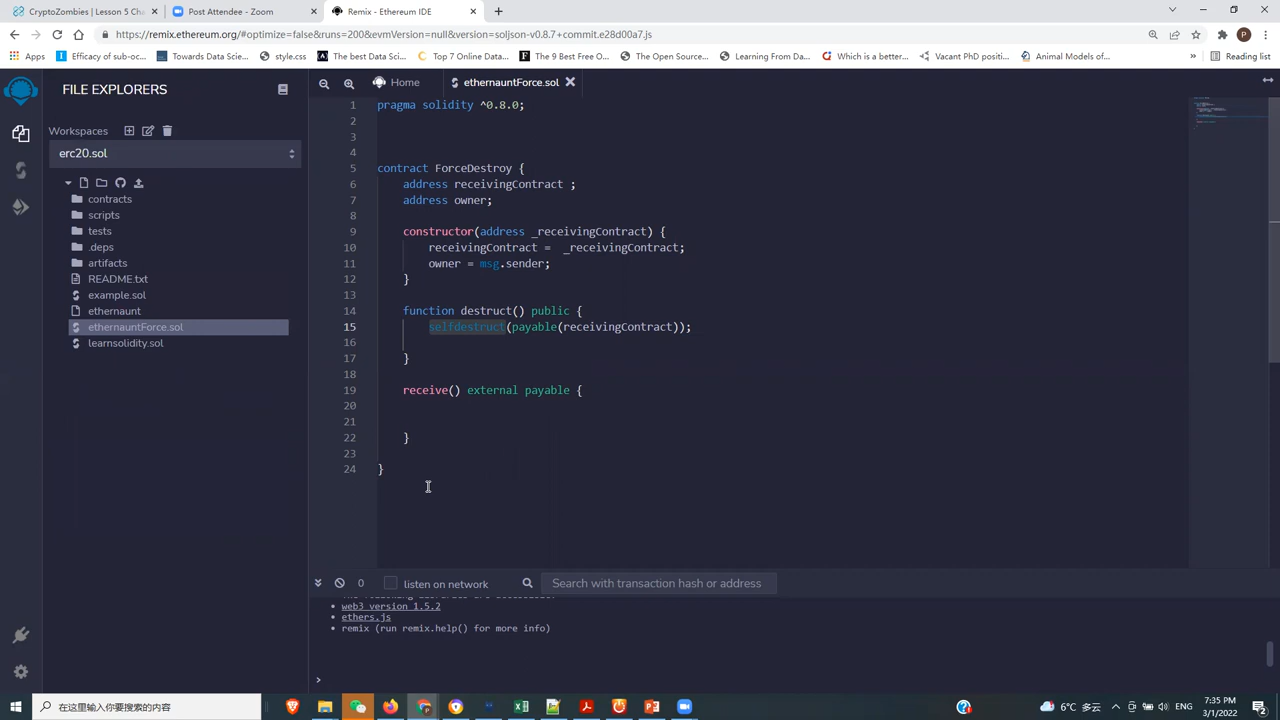 CryptoZombies | Lesson 5 Cha
Post Attendee - Zoom
Remix - Ethereum IDE
https://remix.ethereum.org/#optimize=false&runs=200&evmVersion=null&version=soljson-v0.8.7+commit.e28d00a7.js
P
Apps
Efficacy of sub-oc...
Towards Data Scie...
style.css
The best Data Sci...
Top 7 Online Data...
The 9 Best Free O...
The Open Source...
Learning From Da...
Which is a better...
Vacant PhD positi...
Animal Models of...
Reading list
FILE EXPLORERS
Home
ethernauntForce.sol
Workspaces
erc20.sol
contracts
scripts
tests
.deps
artifacts
README.txt
example.sol
ethernaunt
ethernauntForce.sol
learnsolidity.sol
1 pragma solidity ^0.8.0;
2
3
4
5 contract ForceDestroy {
6 address receivingContract ;
7 address owner;
8
9 constructor(address _receivingContract) {
10 receivingContract = _receivingContract;
11 owner = msg.sender;
12 }
13
14 function destruct() public {
15 selfdestruct(payable(receivingContract));
16
17 }
18
19 receive() external payable {
20
21
22 }
23
24 }
0
listen on network
Search with transaction hash or address
web3 version 1.5.2
ethers.js
remix (run remix.help() for more info)
>
在这里输入你要搜索的内容
6°C 多云
7:35 PM
3/1/2022
2